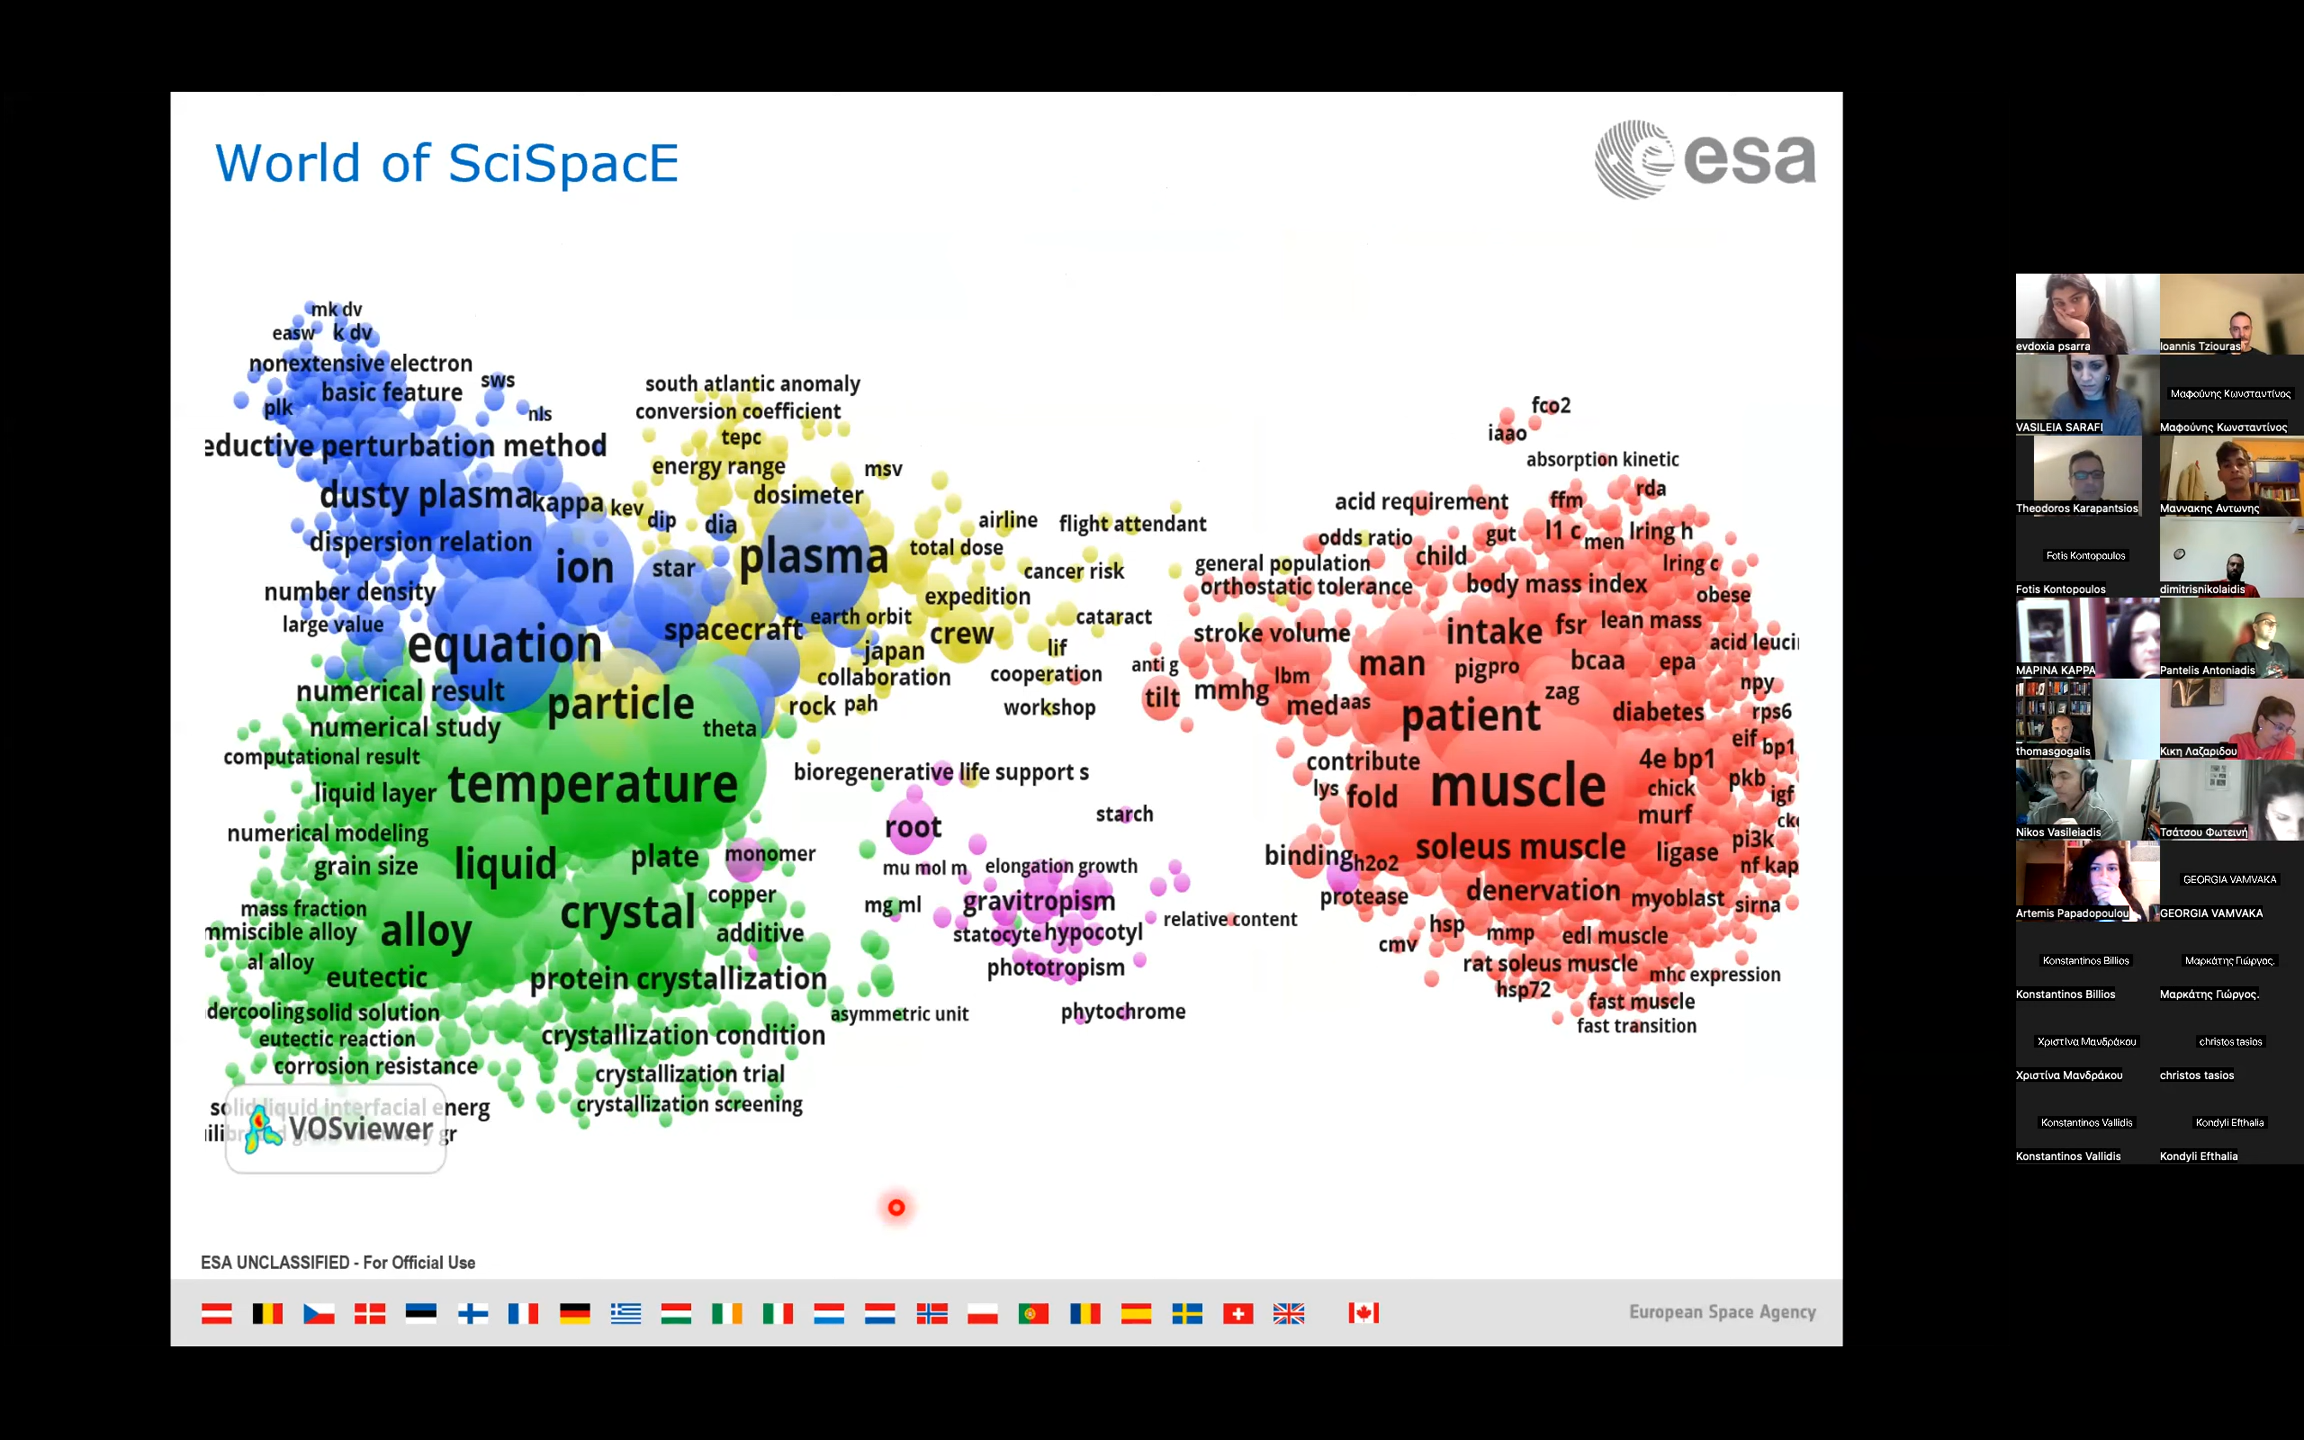 World of SciSpacE
esa
mk dv
easw k dv
nonextensive electron
sws
basic feature
plk
nls
eductive perturbation method
dusty plasma
kappa
kev
dip
dia
dispersion relation
ion
star
plasma
number density
large value
equation
spacecraft
earth orbit
numerical result
particle
numerical study
theta
computational result
temperature
liquid layer
numerical modeling
grain size
liquid
plate
monomer
copper
mass fraction
mmiscible alloy
alloy
crystal
additive
al alloy
eutectic
protein crystallization
dercooling
solid solution
eutectic reaction
crystallization condition
corrosion resistance
crystallization trial
crystallization screening
solid liquid interfacial energ
VOSviewer
south atlantic anomaly
conversion coefficient
tepc
energy range
msv
dosimeter
airline
flight attendant
total dose
cancer risk
expedition
cataract
crew
japan
lif
collaboration
cooperation
rock
pah
workshop
anti g
tilt
bioregenerative life support s
root
starch
mu mol m
elongation growth
mg ml
gravitropism
relative content
statocyte
hypocotyl
phototropism
asymmetric unit
phytochrome
fco2
iaao
absorption kinetic
acid requirement
ffm
rda
odds ratio
gut
l1 c
men
lring h
general population
child
lring c
orthostatic tolerance
body mass index
obese
stroke volume
intake
fsr
lean mass
acid leuci
man
pig
pro
bcaa
epa
mmhg
lbm
med
aas
zag
npy
patient
diabetes
rps6
contribute
4e bp1
eif
bp1
lys
fold
muscle
chick
pkb
igf
murf
cke
binding
h2o2
soleus muscle
ligase
pi3k
nf kap
protease
denervation
myoblast
sirna
hsp
mmp
edl muscle
cmv
rat soleus muscle
mhc expression
hsp72
fast muscle
fast transition
ESA UNCLASSIFIED - For Official Use
European Space Agency
evdoxia psarra
Ioannis Tziouras
VASILEIA SARAFI
Μαφούνης Κωνσταντίνος
Μαφούνης Κωνσταντίνος
Theodoros Karapantsios
Μαννακης Αντωνης
Fotis Kontopoulos
Fotis Kontopoulos
dimitrisnikolaidis
ΜΑΡΙΝΑ ΚΑΡΡΑ
Pantelis Antoniadis
thomasgogalis
Κικη Λαζαριδου
Nikos Vasileiadis
Τσάτσου Φωτεινή
Artemis Papadopoulou
GEORGIA VAMVAKA
GEORGIA VAMVAKA
Konstantinos Billios
Μαρκάτης Γιώργος.
Konstantinos Billios
Μαρκάτης Γιώργος.
Χριστίνα Μανδράκου
christos tasios
Χριστίνα Μανδράκου
christos tasios
Konstantinos Vallidis
Kondyli Efthalia
Konstantinos Vallidis
Kondyli Efthalia